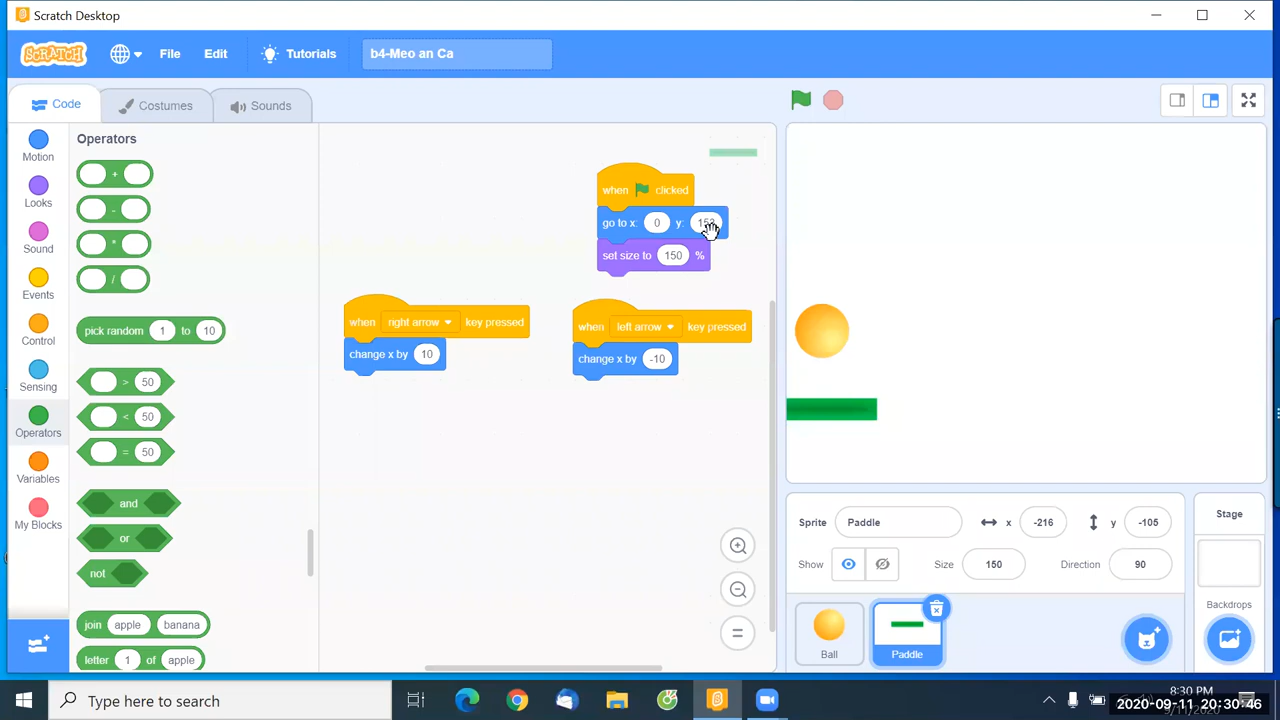 Scratch Desktop
SCRATCH
File
Edit
Tutorials
b4-Meo an Ca
Code
Costumes
Sounds
Motion
Looks
Sound
Events
Control
Sensing
Operators
Variables
My Blocks
Operators
+
-
*
/
pick random 1 to 10
> 50
< 50
= 50
and
or
not
join apple banana
letter 1 of apple
when clicked
go to x: 0 y:
set size to 150 %
when right arrow key pressed
change x by 10
when left arrow key pressed
change x by -10
Sprite Paddle
x -216
y -105
Show
Size 150
Direction 90
Ball
Paddle
Stage
Backdrops
Type here to search
8:30 PM
2020-09-11 20:30:46